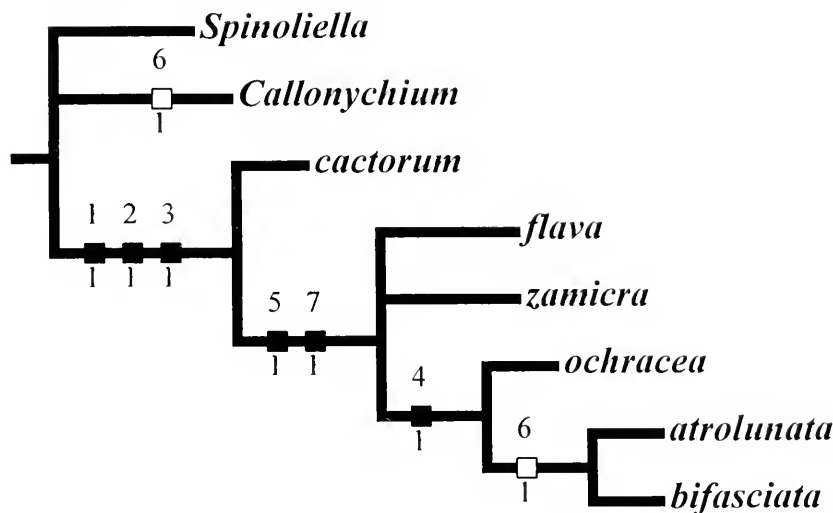 Spinoliella
6
Callonychium
1
cactorum
1 2 3
flava
1 1 1
zamicra
5 7
1 1
ochracea
4
1
6
atrolunata
1
bifasciata